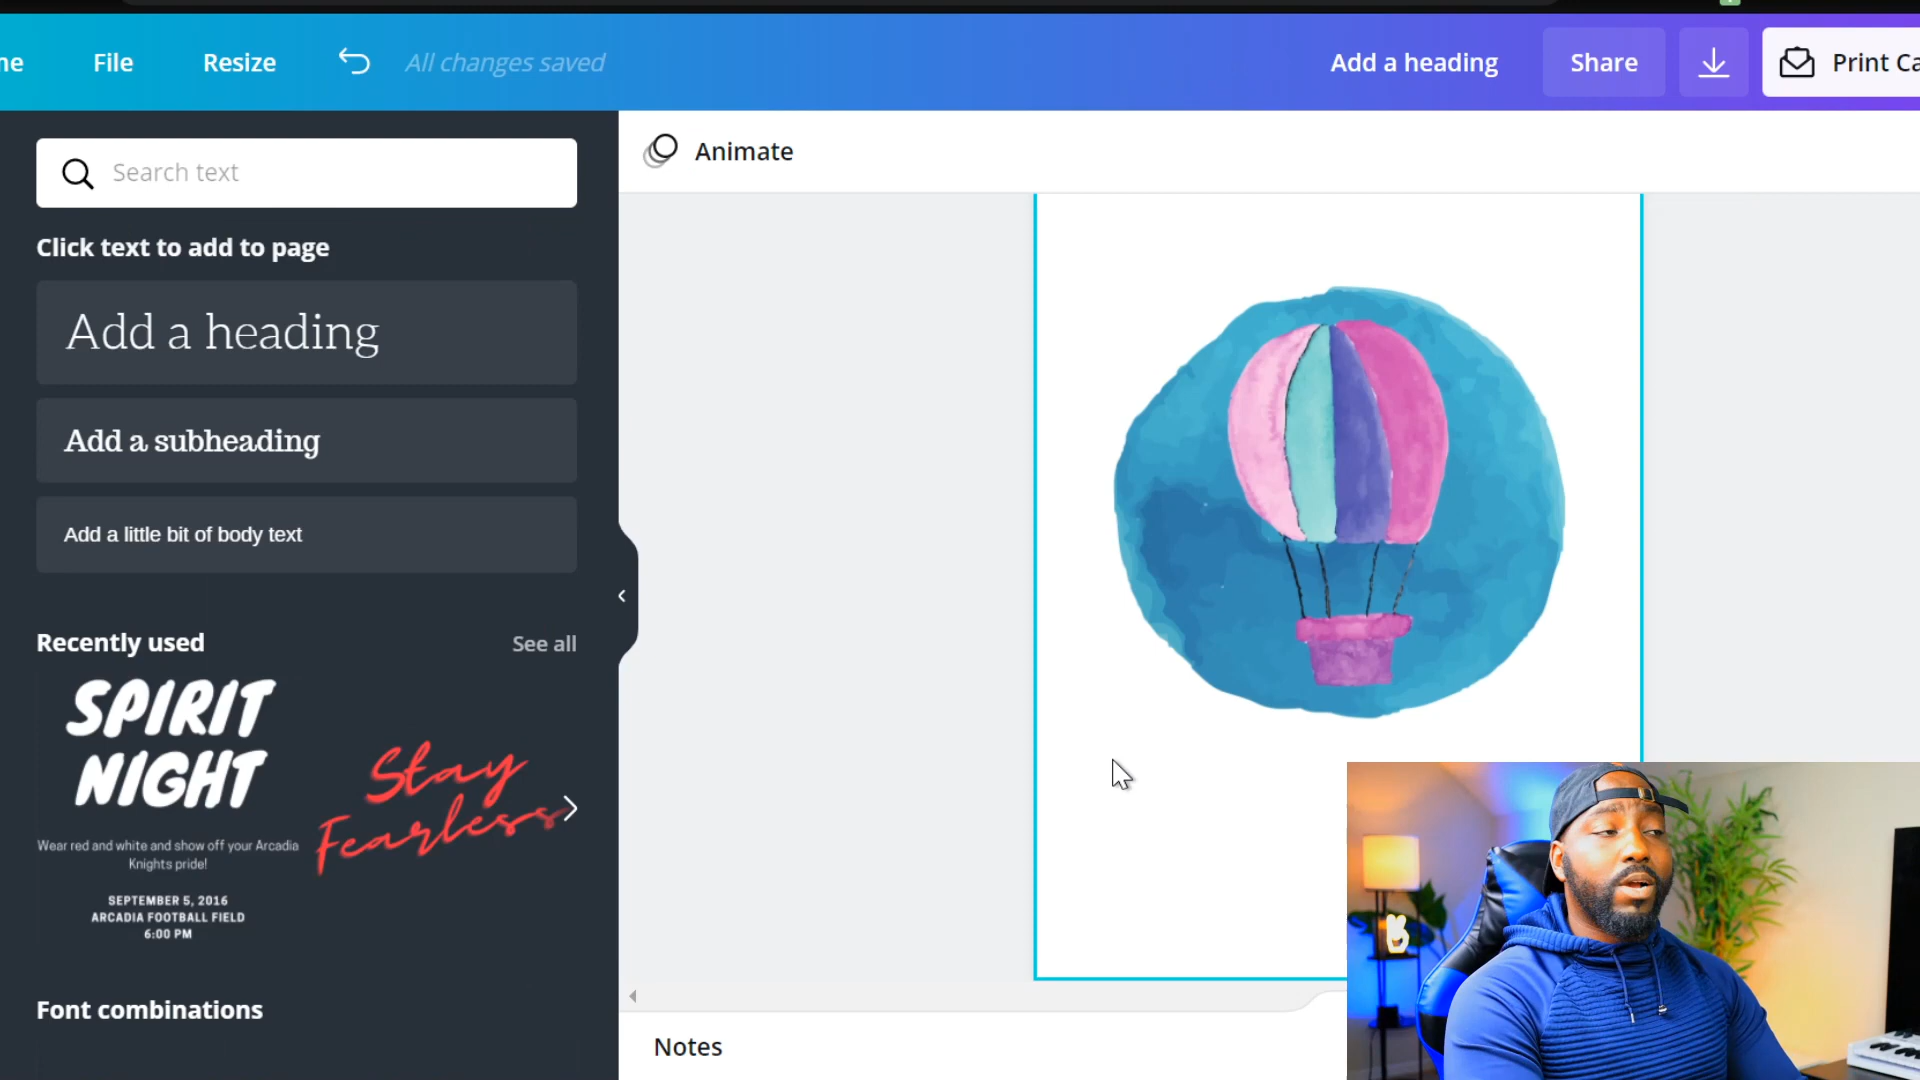 File
Resize
All changes saved
Add a heading
Share
Animate
Search text
Click text to add to page
Add a heading
Add a subheading
Add a little bit of body text
Recently used
See all
SPIRIT
NIGHT
Wear red and white and show off your Arcadia
Knights pride!
SEPTEMBER 5, 2016
ARCADIA FOOTBALL FIELD
6:00 PM
Stay
Fearless
Font combinations
Notes
Print